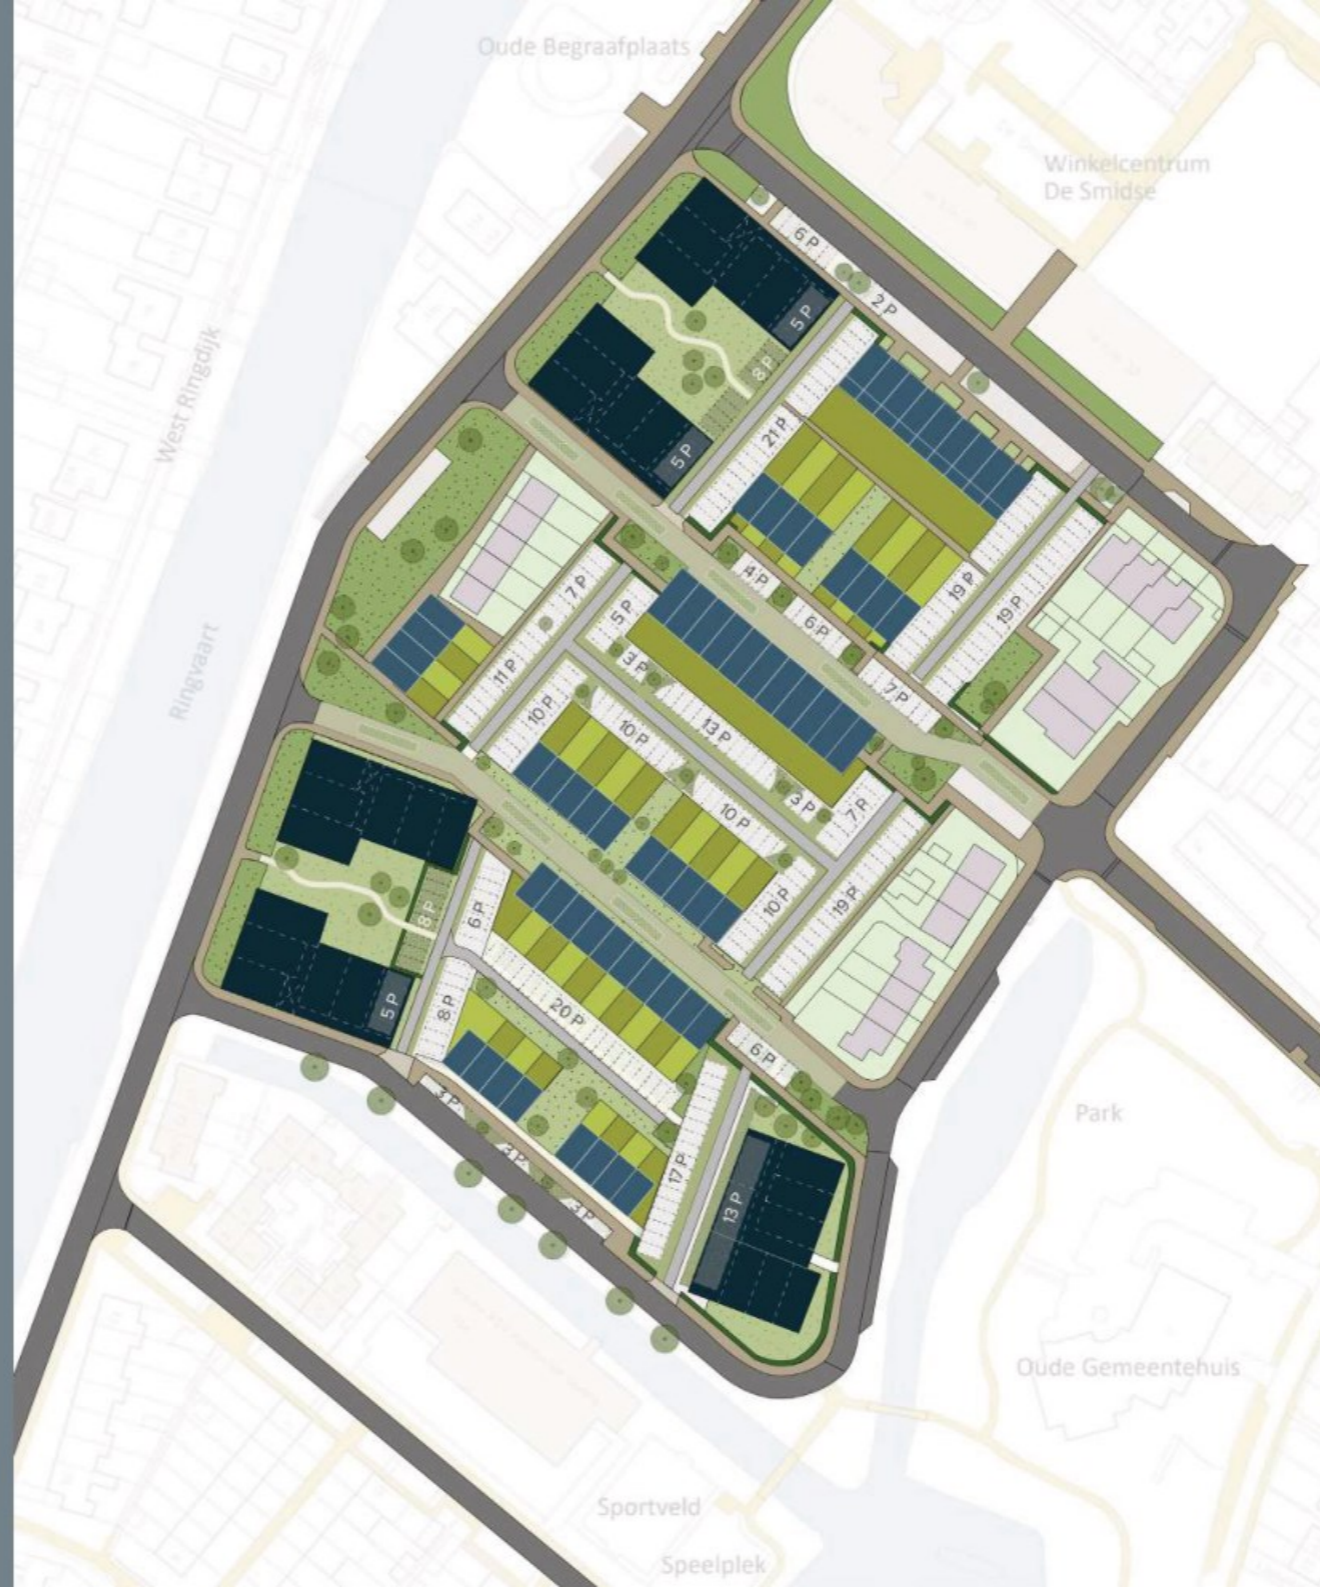 Oude Begraafplaats
Winkelcentrum
De Smidse
6 P
2 P
5 P
8 P
West Ringdijk
21 P
5 P
4 P
7 P
19 P
19 P
5 P
6 P
Ringvaart
11 P
3 P
7 P
10 P
10 P
13 P
3 P
7 P
10 P
8 P
6 P
10 P
19 P
5 P
8 P
20 P
6 P
3 P
Park
3 P
17 P
13 P
3 P
Oude Gemeentehuis
Sportveld
Speelplek